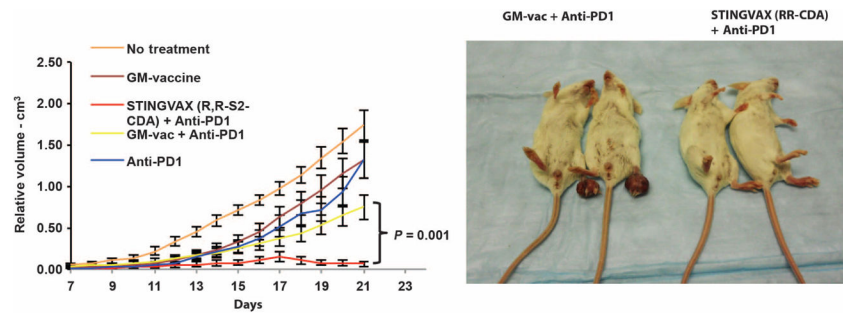 No treatment
GM-vaccine
STINGVAX (R,R-S2-
CDA) + Anti-PD1
GM-vac + Anti-PD1
Anti-PD1
Relative volume - cm³
2.50
2.00
1.50
1.00
0.50
0.00
7
9
11
13
15
17
19
21
23
Days
P = 0.001
GM-vac + Anti-PD1
STINGVAX (RR-CDA)
+ Anti-PD1